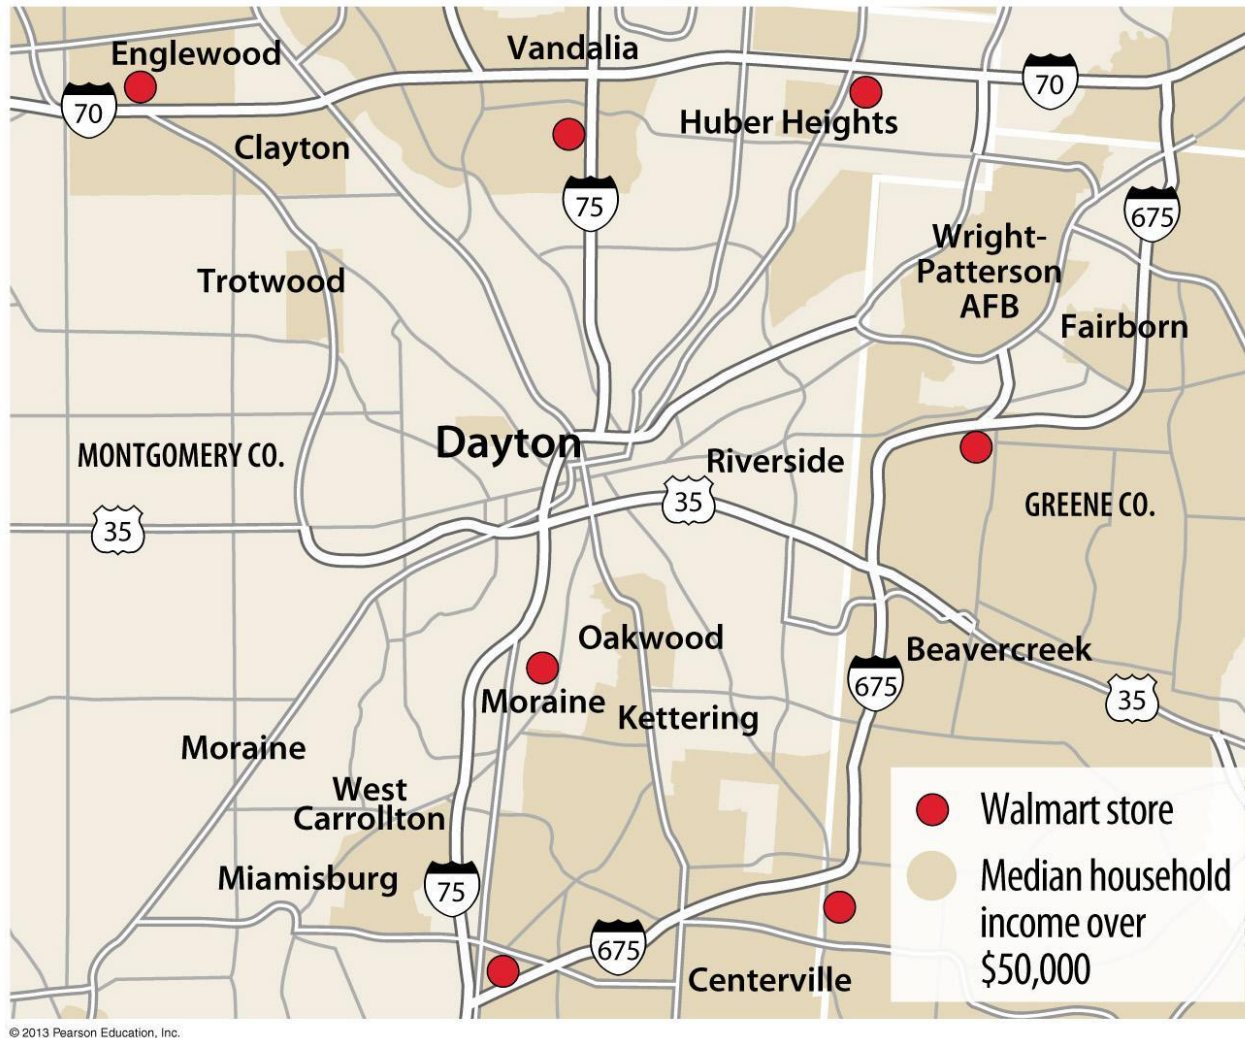 Englewood
Vandalia
70
70
Clayton
Huber Heights
75
675
Wright-
Patterson
AFB
Trotwood
Fairborn
Dayton
MONTGOMERY CO.
Riverside
35
35
GREENE CO.
Oakwood
Beavercreek
675
35
Moraine
Kettering
Moraine
West
Carrollton
Miamisburg
75
675
Centerville
Walmart store
Median household
income over
$50,000
© 2013 Pearson Education, Inc.